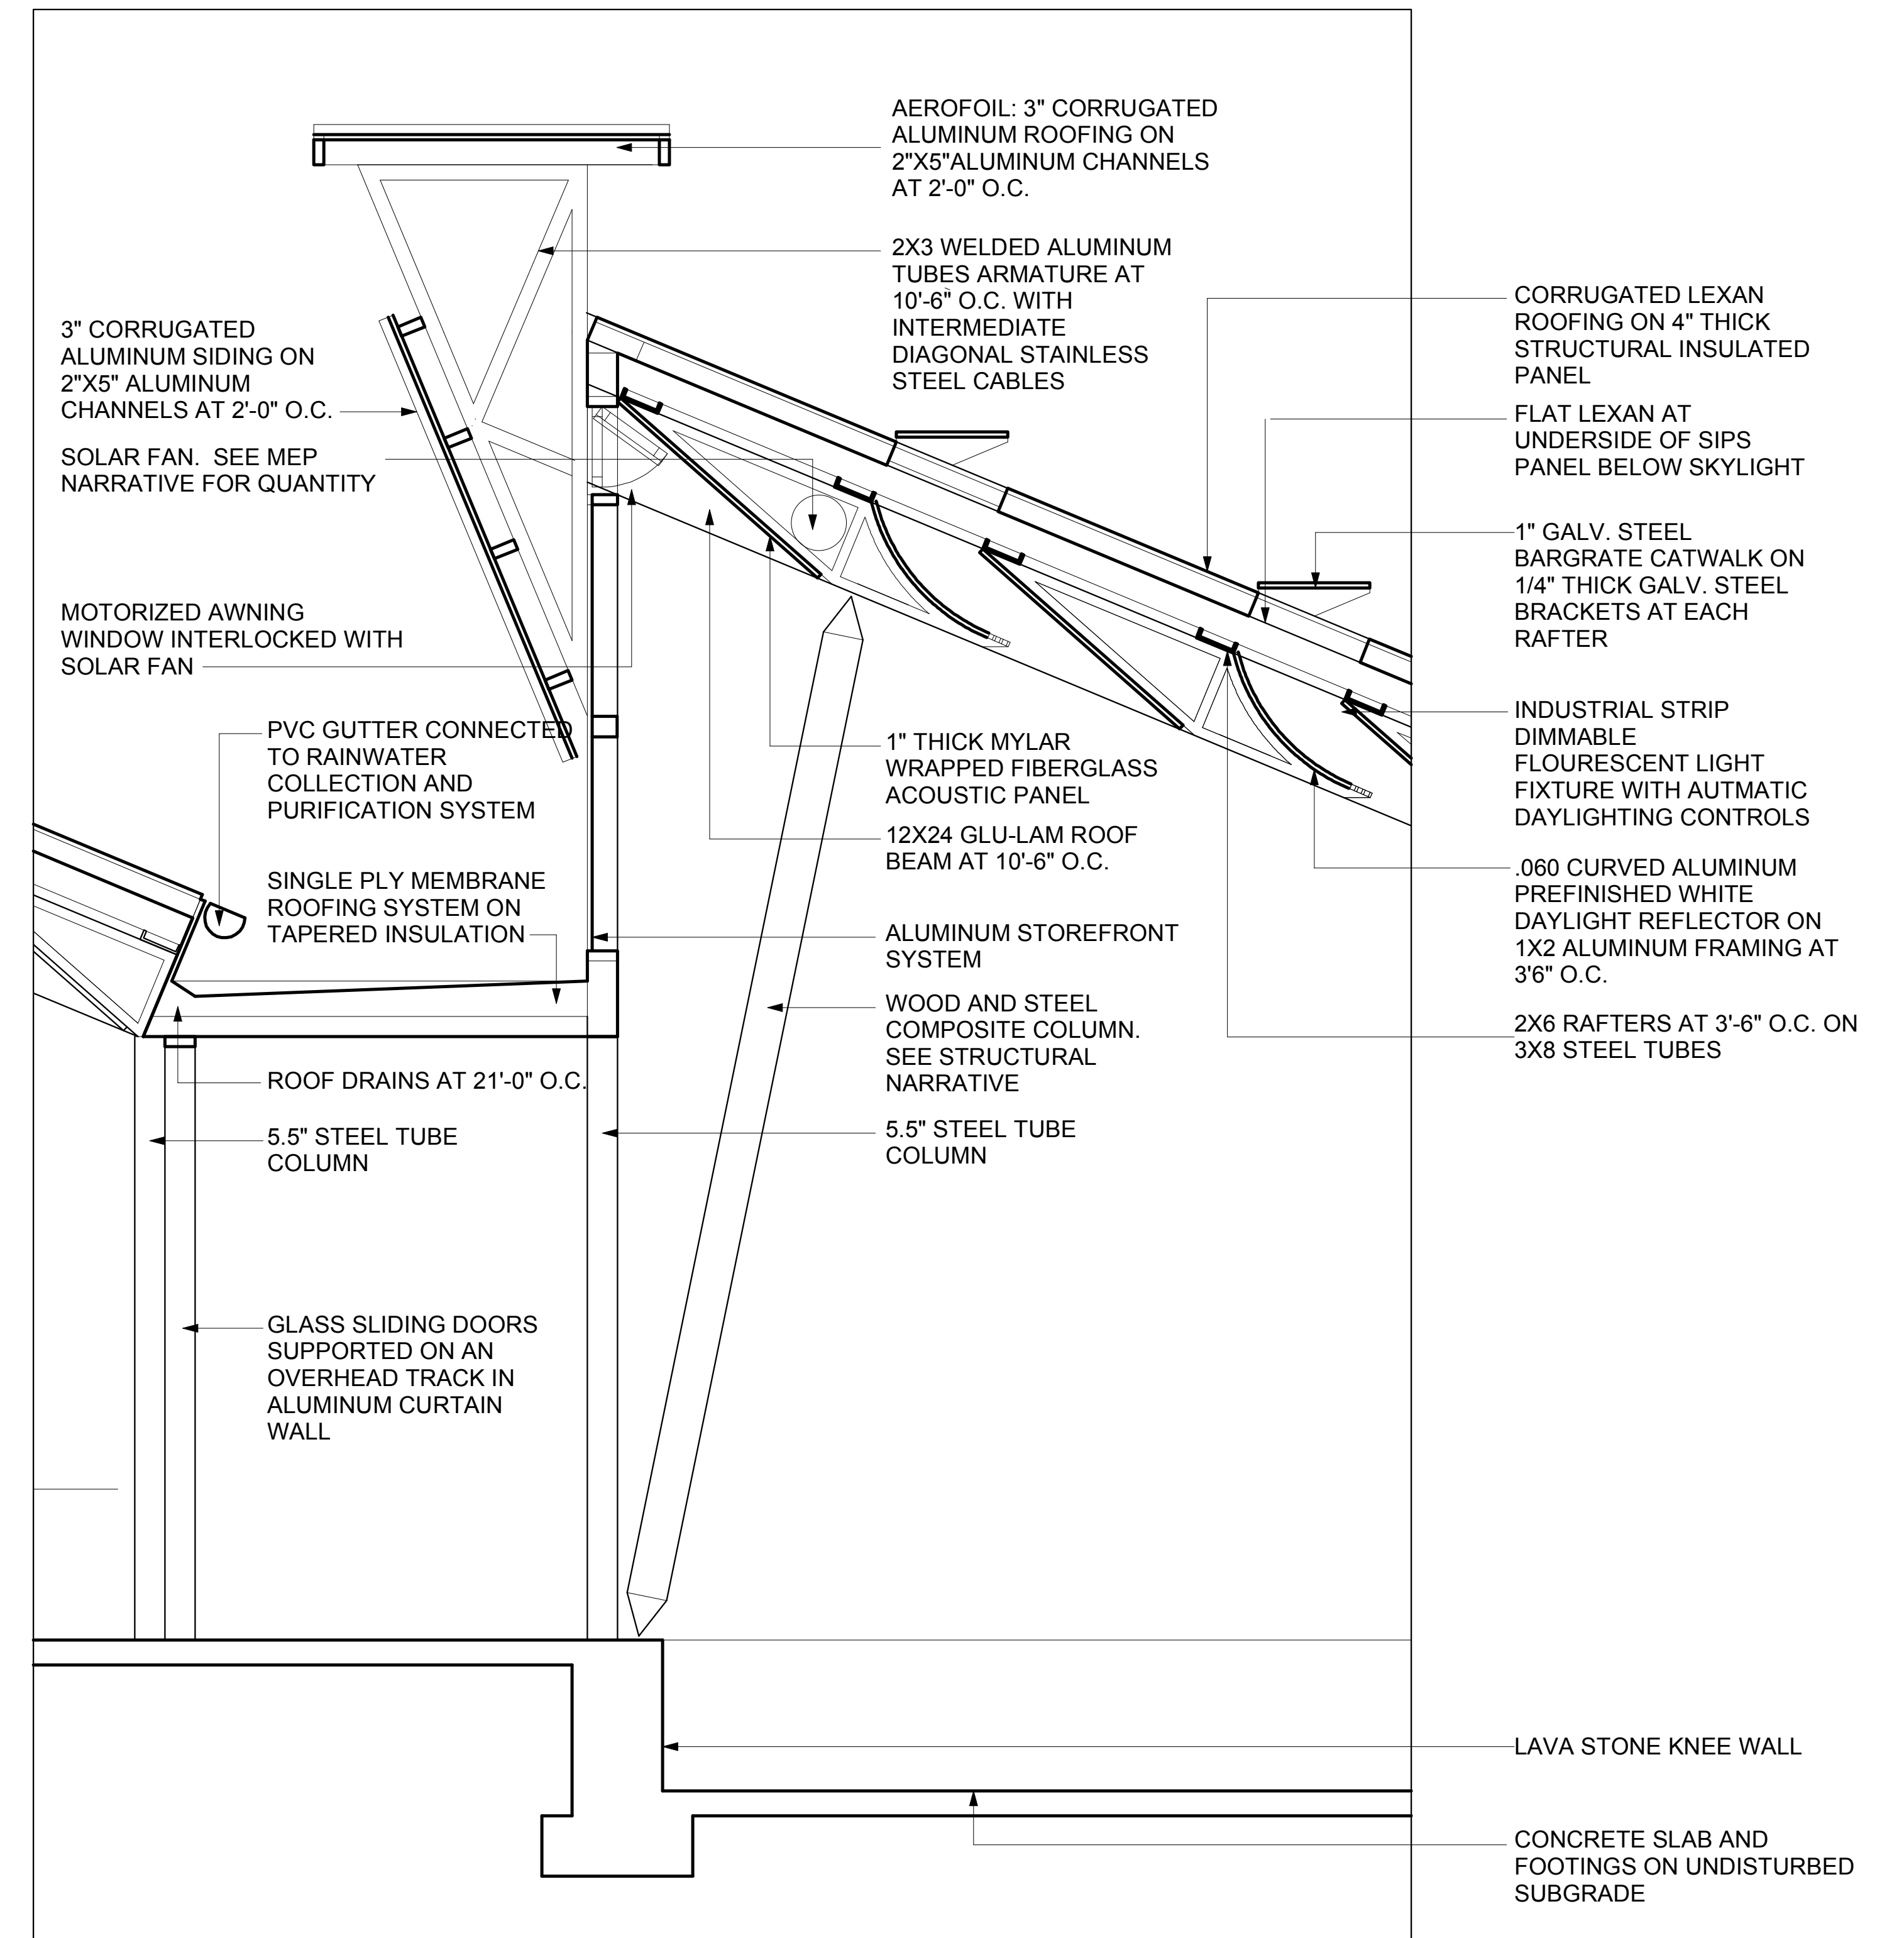 AEROFOIL: 3" CORRUGATED
ALUMINUM ROOFING ON
2"X5"ALUMINUM CHANNELS
AT 2'-0" O.C.
2X3 WELDED ALUMINUM
TUBES ARMATURE AT
10'-6" O.C. WITH
INTERMEDIATE
DIAGONAL STAINLESS
STEEL CABLES
3" CORRUGATED
ALUMINUM SIDING ON
2"X5" ALUMINUM
CHANNELS AT 2'-0" O.C.
SOLAR FAN. SEE MEP
NARRATIVE FOR QUANTITY
MOTORIZED AWNING
WINDOW INTERLOCKED WITH
SOLAR FAN
PVC GUTTER CONNECTED
TO RAINWATER
COLLECTION AND
PURIFICATION SYSTEM
SINGLE PLY MEMBRANE
ROOFING SYSTEM ON
TAPERED INSULATION
ROOF DRAINS AT 21'-0" O.C.
5.5" STEEL TUBE
COLUMN
GLASS SLIDING DOORS
SUPPORTED ON AN
OVERHEAD TRACK IN
ALUMINUM CURTAIN
WALL
1" THICK MYLAR
WRAPPED FIBERGLASS
ACOUSTIC PANEL
12X24 GLU-LAM ROOF
BEAM AT 10'-6" O.C.
ALUMINUM STOREFRONT
SYSTEM
WOOD AND STEEL
COMPOSITE COLUMN.
SEE STRUCTURAL
NARRATIVE
5.5" STEEL TUBE
COLUMN
CORRUGATED LEXAN
ROOFING ON 4" THICK
STRUCTURAL INSULATED
PANEL
FLAT LEXAN AT
UNDERSIDE OF SIPS
PANEL BELOW SKYLIGHT
1" GALV. STEEL
BARGRATE CATWALK ON
1/4" THICK GALV. STEEL
BRACKETS AT EACH
RAFTER
INDUSTRIAL STRIP
DIMMABLE
FLOURESCENT LIGHT
FIXTURE WITH AUTMATIC
DAYLIGHTING CONTROLS
.060 CURVED ALUMINUM
PREFINISHED WHITE
DAYLIGHT REFLECTOR ON
1X2 ALUMINUM FRAMING AT
3'6" O.C.
2X6 RAFTERS AT 3'-6" O.C. ON
3X8 STEEL TUBES
LAVA STONE KNEE WALL
CONCRETE SLAB AND
FOOTINGS ON UNDISTURBED
SUBGRADE